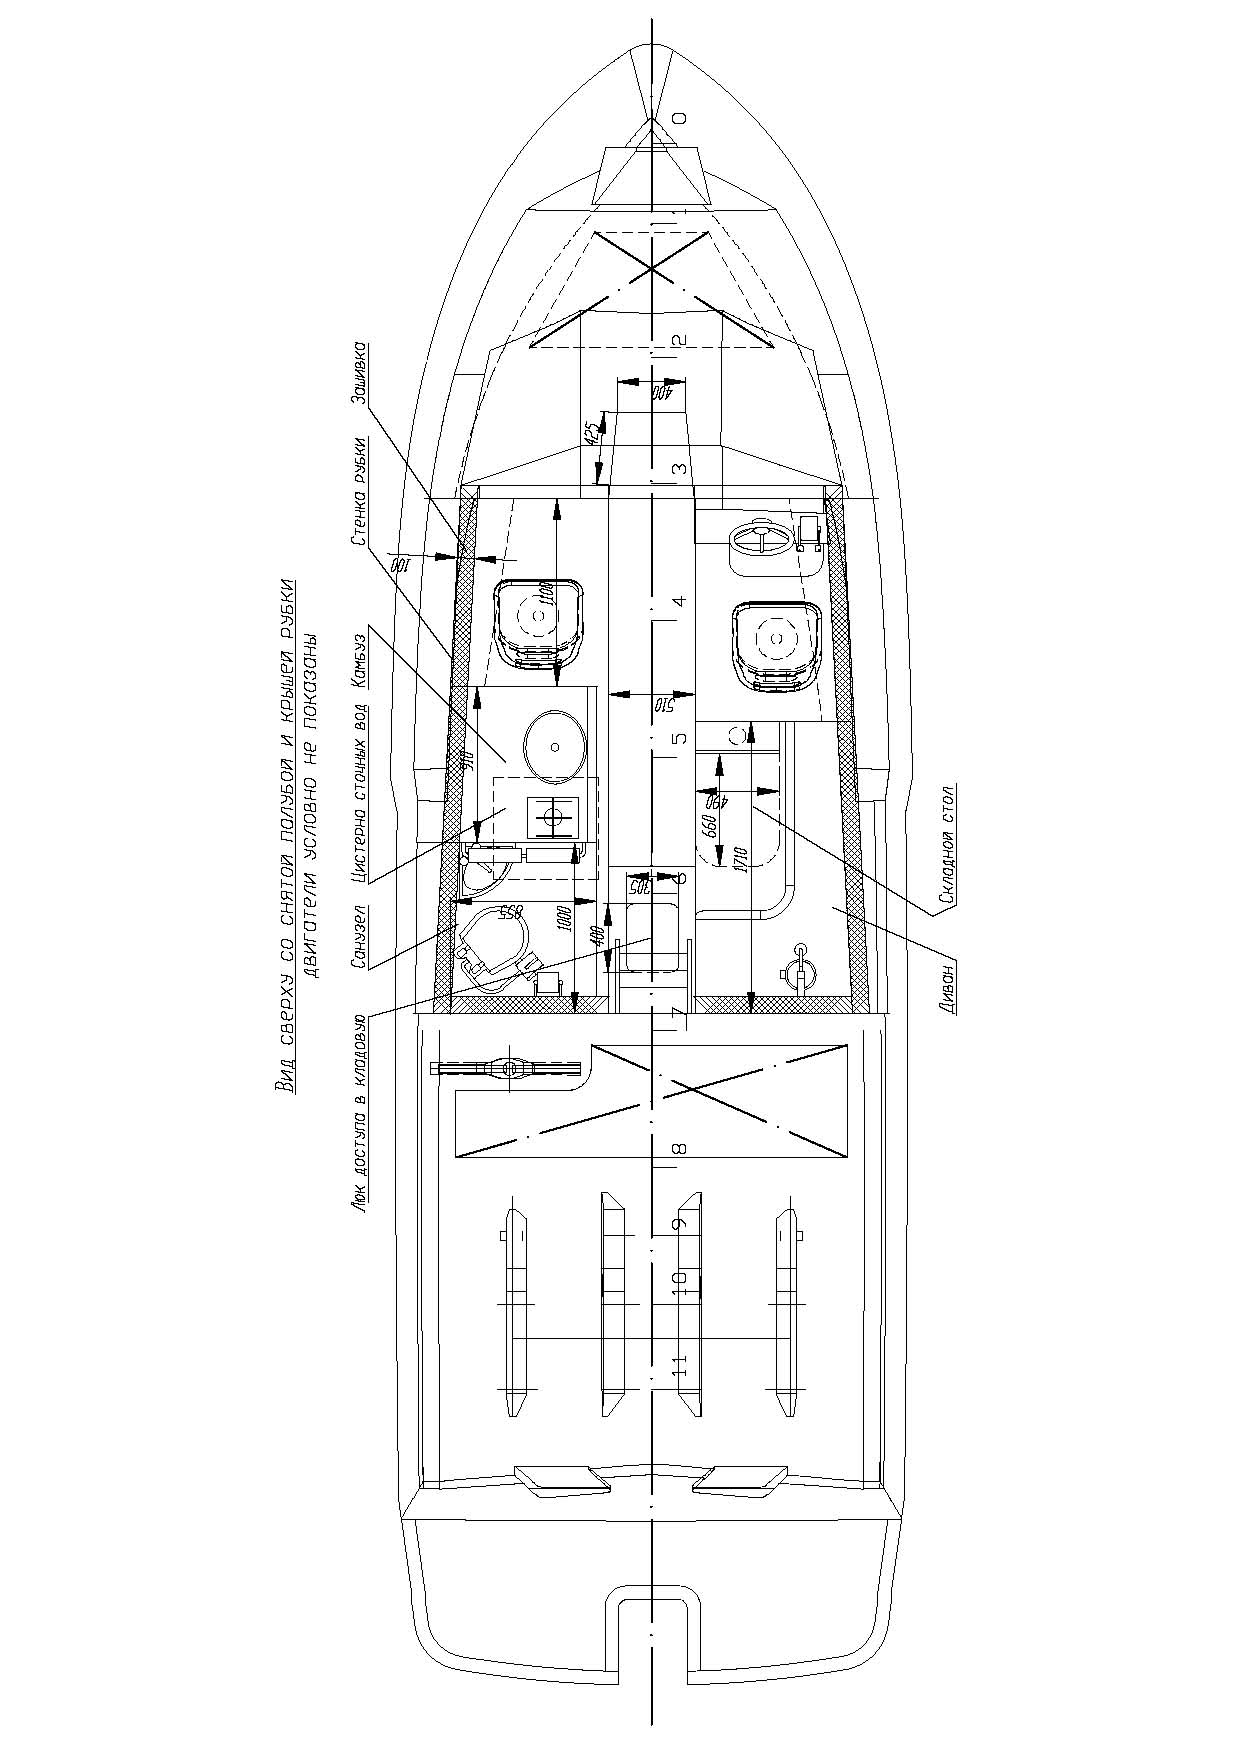 Вид сверху со снятой палубой и крышей рубки
двигатели условно не показаны
Люк доступа в кладовую
Санузел
Цистерна сточных вод
Камбуз
Стенка рубки
Зашивка
Диван
Складной стол
100
1100
910
855
1000
400
305
510
425
400
490
660
1710
11
10
9
8
7
6
5
4
3
2
1
0